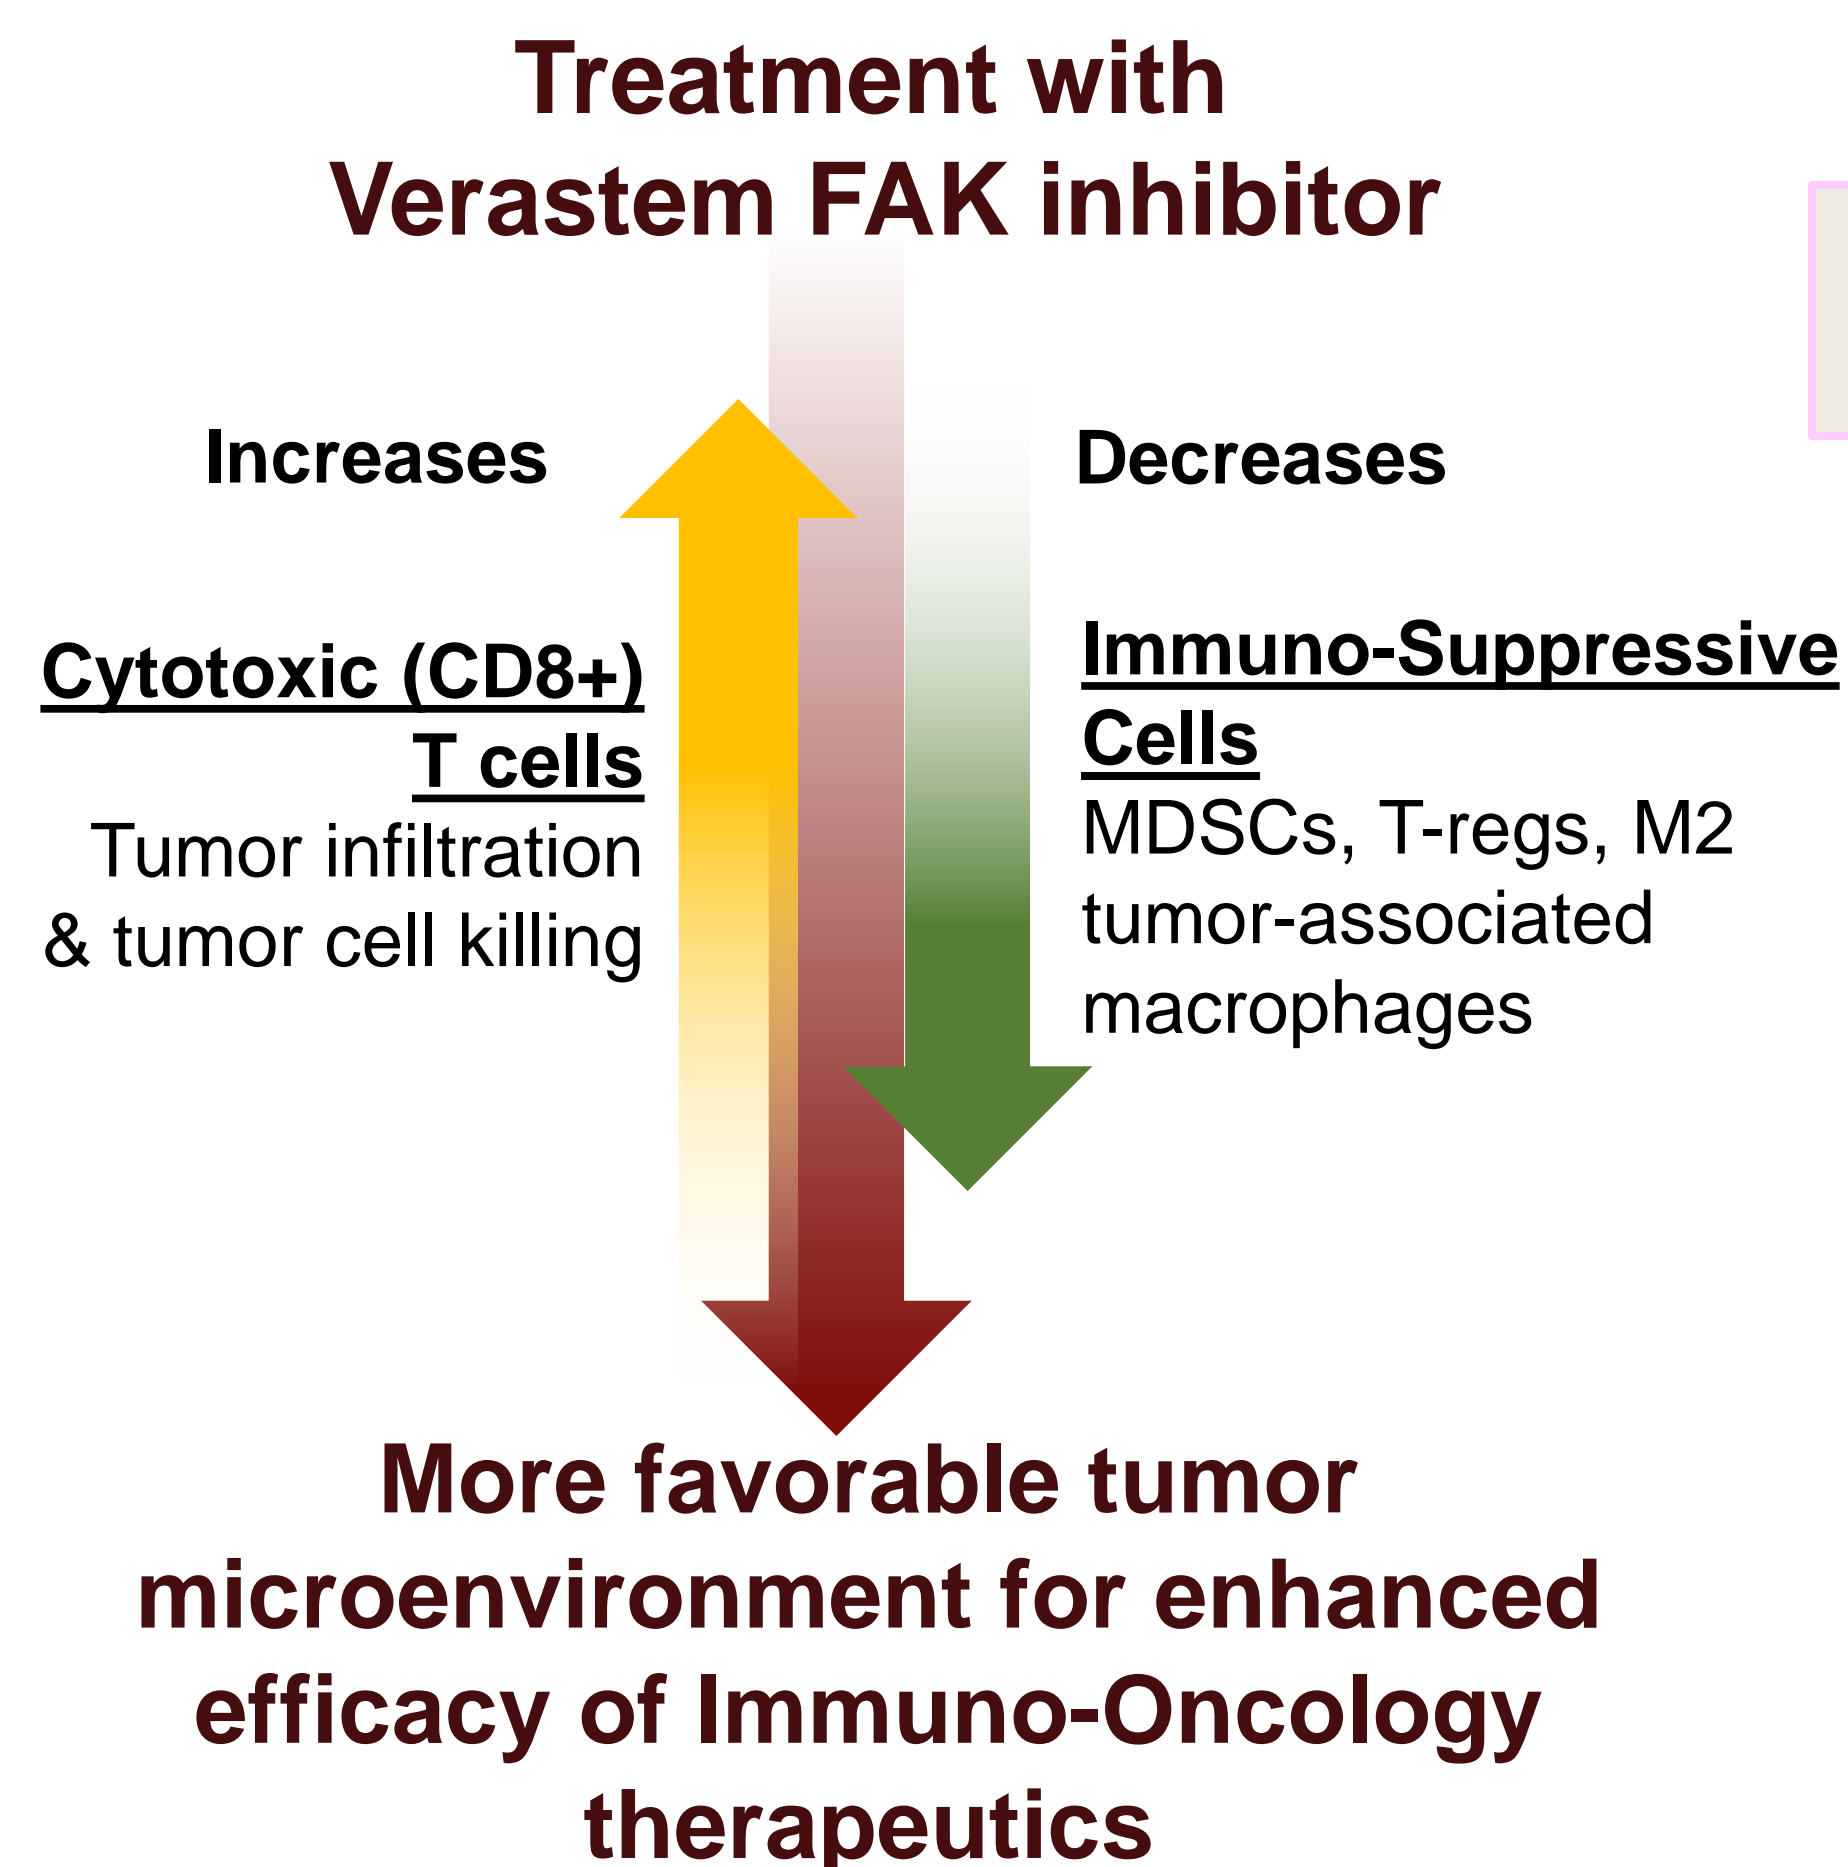 Treatment with
Verastem FAK inhibitor
Increases
Cytotoxic (CD8+)
T cells
Tumor infiltration
& tumor cell killing
Decreases
Immuno-Suppressive
Cells
MDSCs, T-regs, M2
tumor-associated
macrophages
More favorable tumor
microenvironment for enhanced
efficacy of Immuno-Oncology
therapeutics